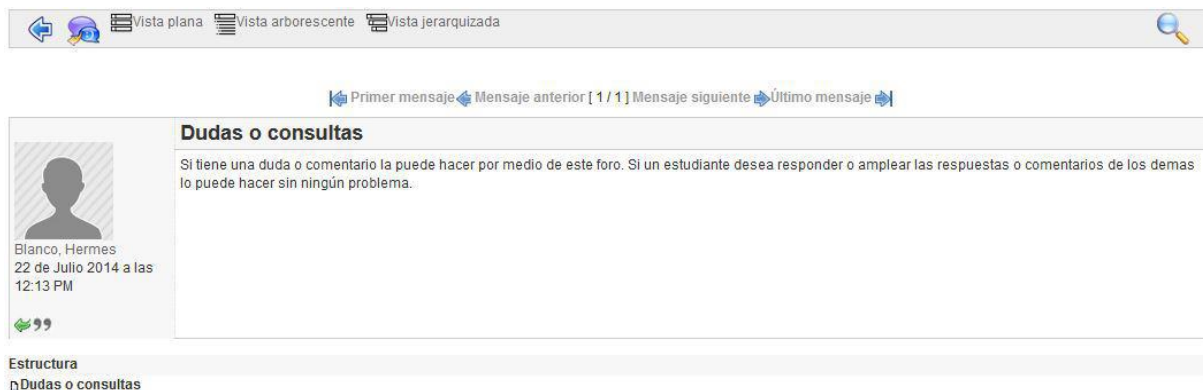 Vista plana Vista arborescente Vista jerarquizada
Primer mensaje Mensaje anterior [ 1 / 1 ] Mensaje siguiente Último mensaje
Dudas o consultas
Si tiene una duda o comentario la puede hacer por medio de este foro. Si un estudiante desea responder o amplear las respuestas o comentarios de los demas
lo puede hacer sin ningún problema.
Blanco, Hermes
22 de Julio 2014 a las
12:13 PM
Estructura
Dudas o consultas